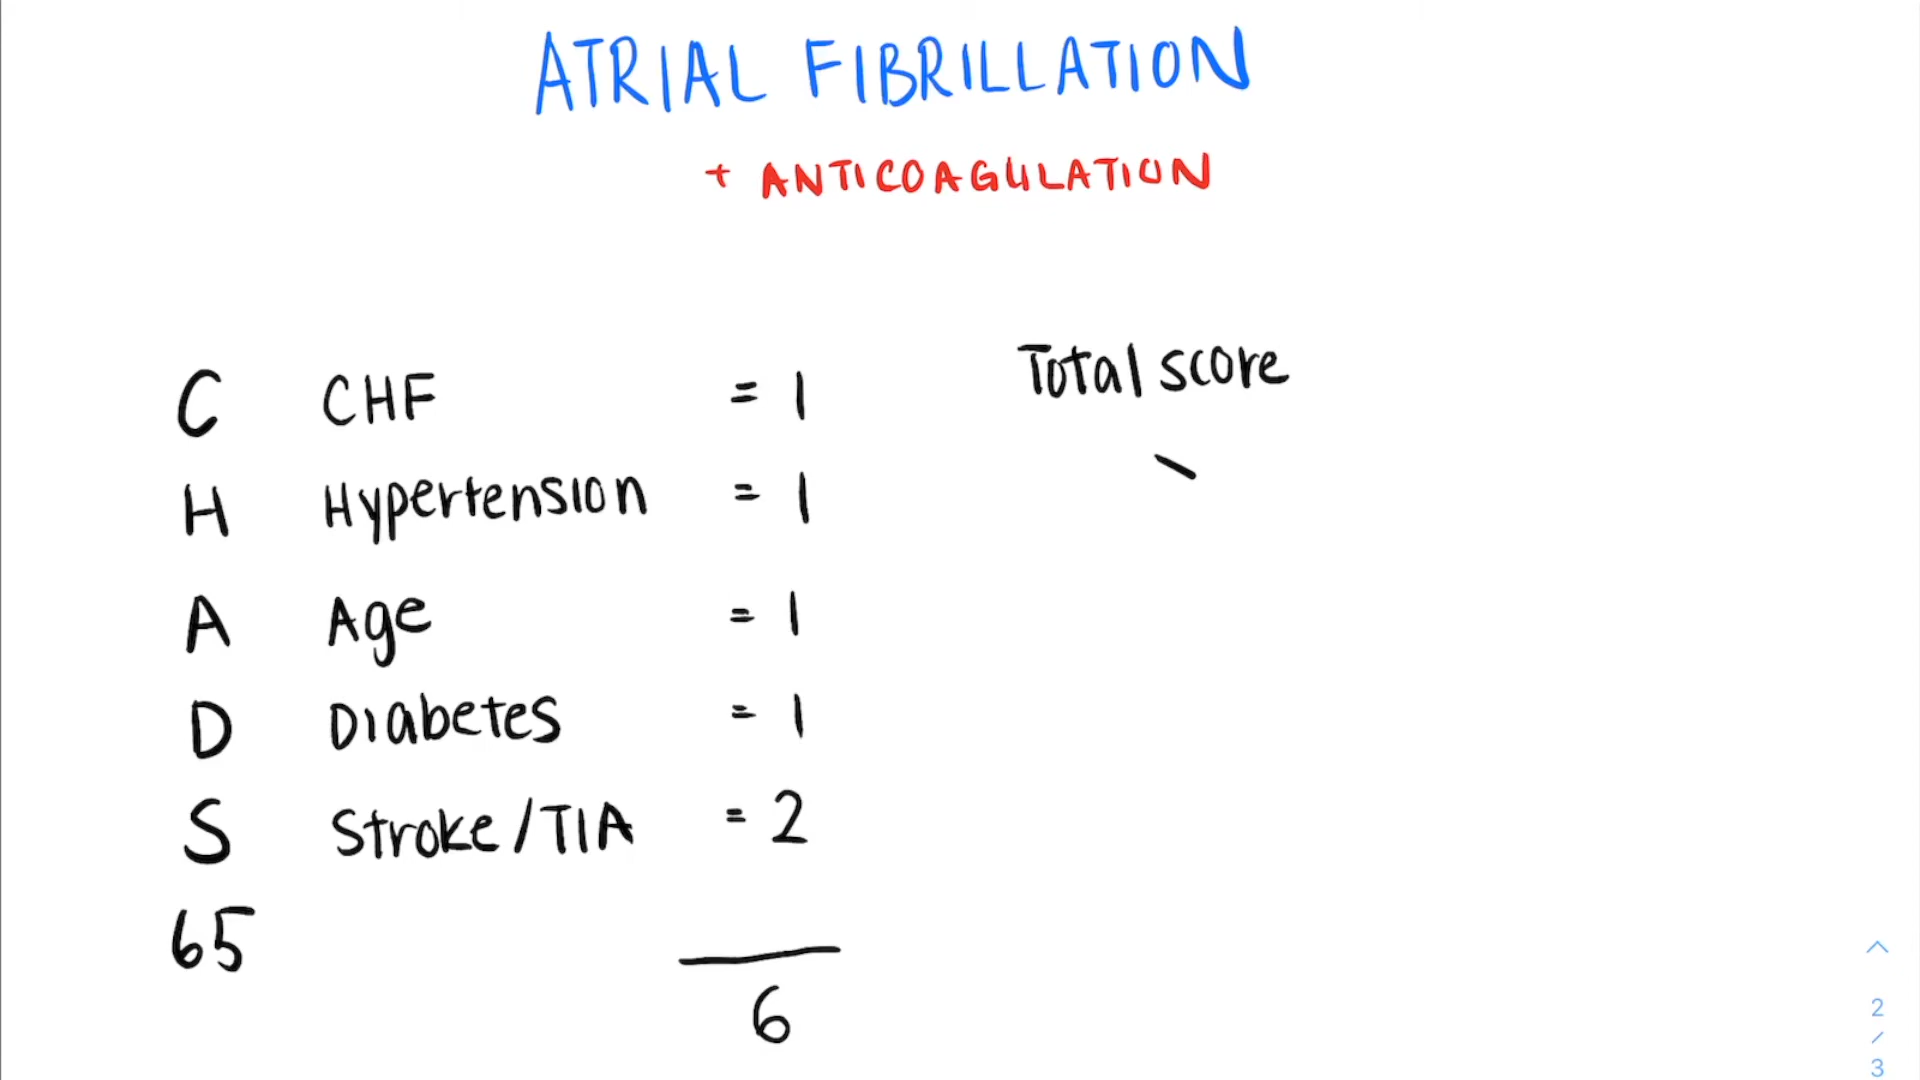 ATRIAL FIBRILLATION
+ ANTICOAGULATION
Total score
C CHF = 1
H Hypertension = 1
A Age = 1
D Diabetes = 1
S Stroke/TIA = 2
65
6
2
/
3